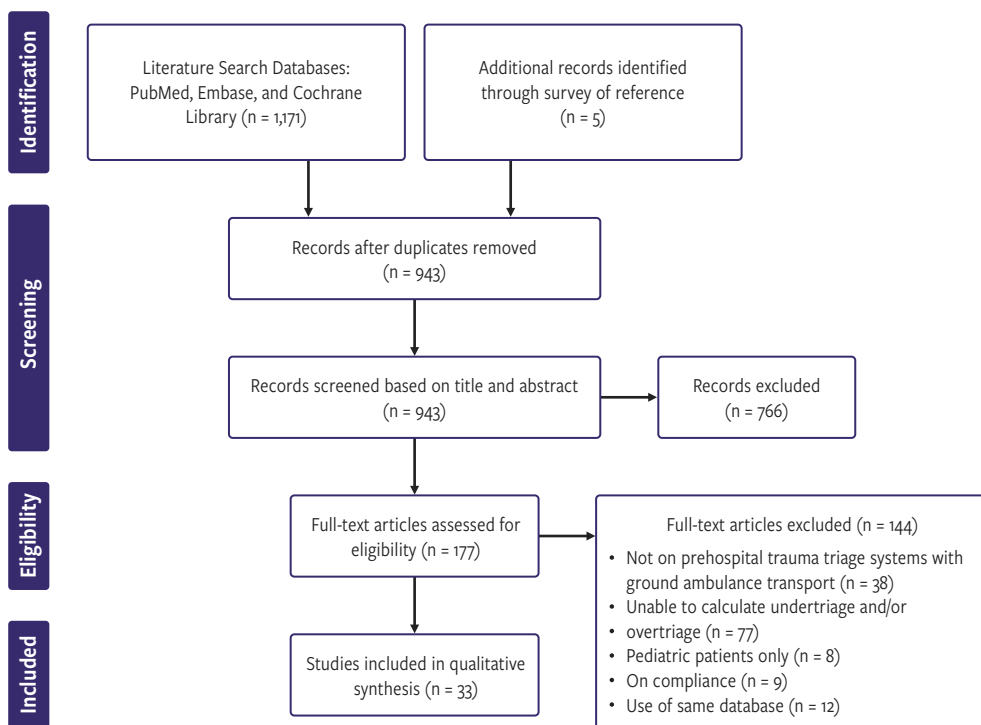 Identification
Literature Search Databases:
PubMed, Embase, and Cochrane
Library (n = 1,171)
Additional records identified
through survey of reference
(n = 5)
Screening
Records after duplicates removed
(n = 943)
Records screened based on title and abstract
(n = 943)
Records excluded
(n = 766)
Eligibility
Full-text articles assessed for
eligibility (n = 177)
Full-text articles excluded (n = 144)
• Not on prehospital trauma triage systems with
ground ambulance transport (n = 38)
• Unable to calculate undertriage and/or
• overtriage (n = 77)
• Pediatric patients only (n = 8)
• On compliance (n = 9)
• Use of same database (n = 12)
Included
Studies included in qualitative
synthesis (n = 33)